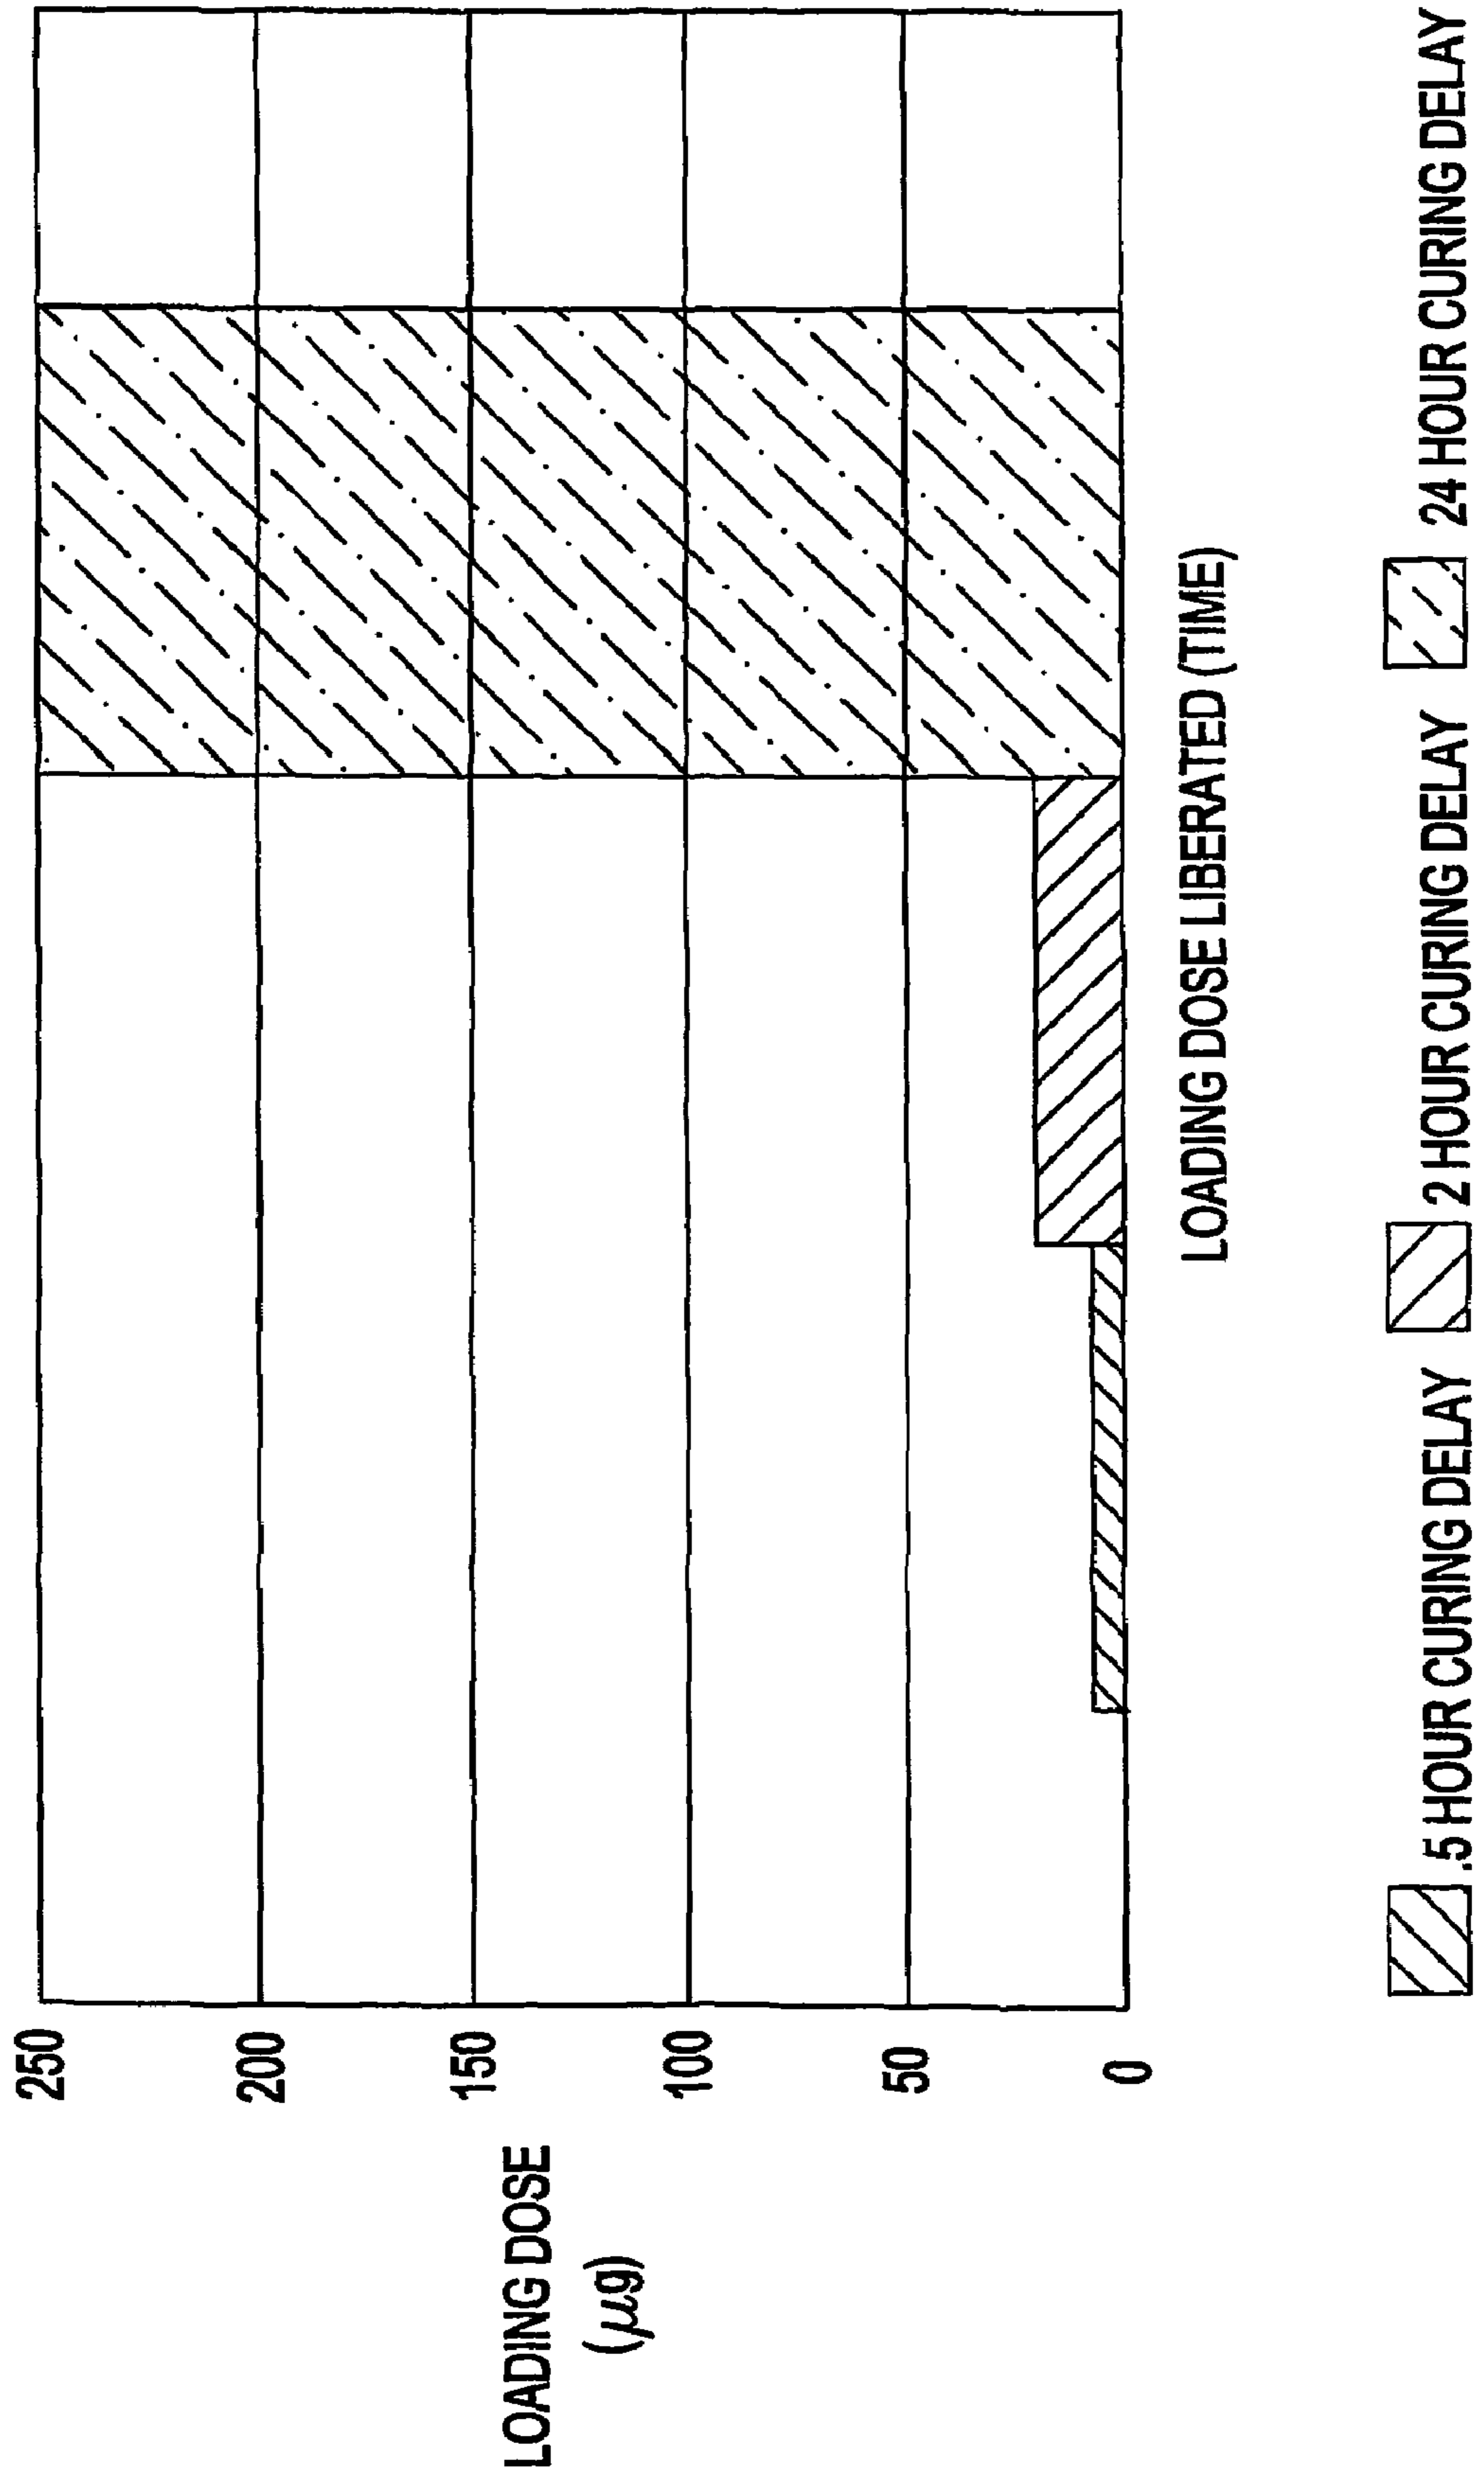 LOADING DOSE
(μg)
250
200
150
100
50
0
LOADING DOSE LIBERATED (TIME)
.5 HOUR CURING DELAY
2 HOUR CURING DELAY
24 HOUR CURING DELAY